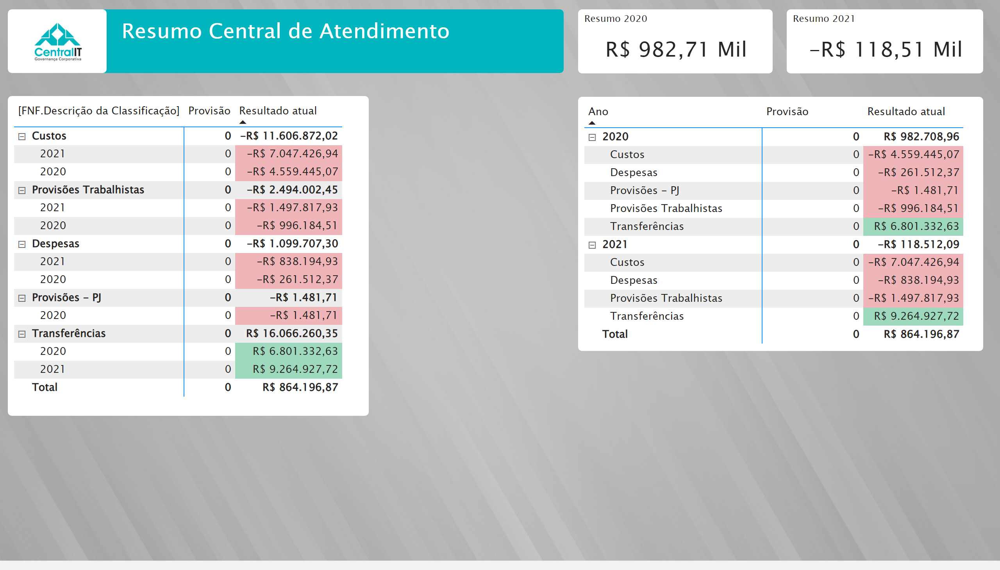 CentralIT
Governança Corporativa
Resumo Central de Atendimento
Resumo 2020
R$ 982,71 Mil
Resumo 2021
-R$ 118,51 Mil
[FNF.Descrição da Classificação] Provisão Resultado atual
Custos 0 -R$ 11.606.872,02
2021 0 -R$ 7.047.426,94
2020 0 -R$ 4.559.445,07
Provisões Trabalhistas 0 -R$ 2.494.002,45
2021 0 -R$ 1.497.817,93
2020 0 -R$ 996.184,51
Despesas 0 -R$ 1.099.707,30
2021 0 -R$ 838.194,93
2020 0 -R$ 261.512,37
Provisões - PJ 0 -R$ 1.481,71
2020 0 -R$ 1.481,71
Transferências 0 R$ 16.066.260,35
2020 0 R$ 6.801.332,63
2021 0 R$ 9.264.927,72
Total 0 R$ 864.196,87
Ano Provisão Resultado atual
2020 0 R$ 982.708,96
Custos 0 -R$ 4.559.445,07
Despesas 0 -R$ 261.512,37
Provisões - PJ 0 -R$ 1.481,71
Provisões Trabalhistas 0 -R$ 996.184,51
Transferências 0 R$ 6.801.332,63
2021 0 -R$ 118.512,09
Custos 0 -R$ 7.047.426,94
Despesas 0 -R$ 838.194,93
Provisões Trabalhistas 0 -R$ 1.497.817,93
Transferências 0 R$ 9.264.927,72
Total 0 R$ 864.196,87